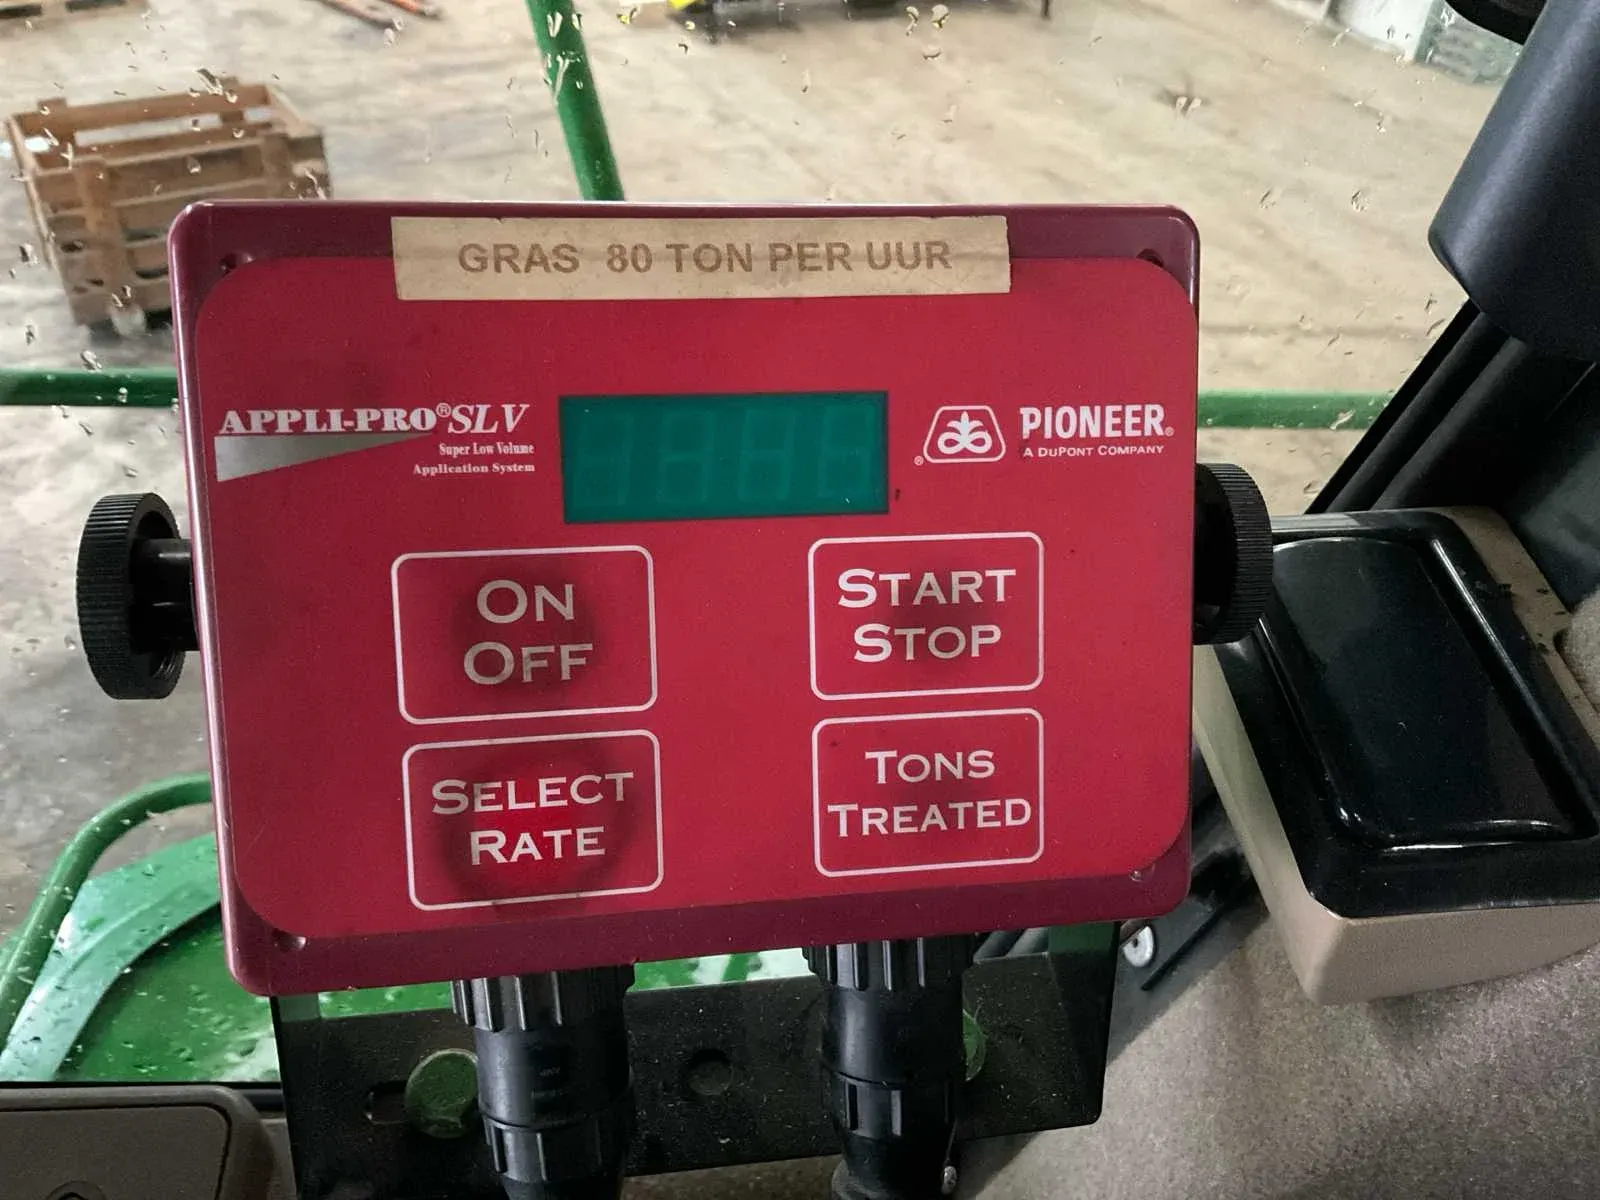 GRAS 80 TON PER UUR
APPLI-PRO® SLV
Super Low Volume
Application System
® PIONEER®
A DUPONT COMPANY
ON
OFF
START
STOP
SELECT
RATE
TONS
TREATED